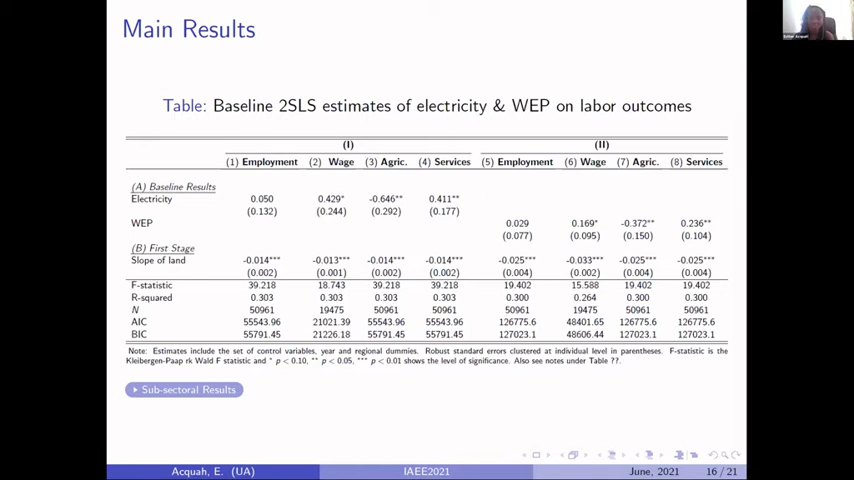 Main Results
Esther Acquah
Table: Baseline 2SLS estimates of electricity & WEP on labor outcomes
(I) (II)
(1) Employment (2) Wage (3) Agric. (4) Services (5) Employment (6) Wage (7) Agric. (8) Services
(A) Baseline Results
Electricity 0.050 0.429* -0.646** 0.411**
(0.132) (0.244) (0.292) (0.177)
WEP 0.029 0.169* -0.372** 0.236**
(0.077) (0.095) (0.150) (0.104)
(B) First Stage
Slope of land -0.014*** -0.013*** -0.014*** -0.014*** -0.025*** -0.033*** -0.025*** -0.025***
(0.002) (0.001) (0.002) (0.002) (0.004) (0.002) (0.004) (0.004)
F-statistic 39.218 18.743 39.218 39.218 19.402 15.588 19.402 19.402
R-squared 0.303 0.303 0.303 0.303 0.300 0.264 0.300 0.300
N 50961 19475 50961 50961 50961 19475 50961 50961
AIC 55543.96 21021.39 55543.96 55543.96 126775.6 48401.65 126775.6 126775.6
BIC 55791.45 21226.18 55791.45 55791.45 127023.1 48606.44 127023.1 127023.1
Note: Estimates include the set of control variables, year and regional dummies. Robust standard errors clustered at individual level in parentheses. F-statistic is the
Kleibergen-Paap rk Wald F statistic and * p < 0.10, ** p < 0.05, *** p < 0.01 shows the level of significance. Also see notes under Table ??.
Sub-sectoral Results
Acquah, E. (UA) IAEE2021 June, 2021 16 / 21